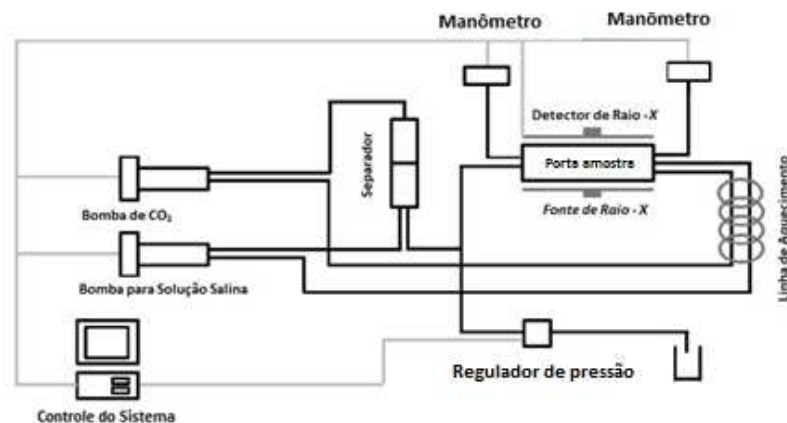 Manômetro
Manômetro
Detector de Raio -X
Separador
Porta amostra
Bomba de CO₂
Fonte de Raio -X
Linha de Aquecimento
Bomba para Solução Salina
Regulador de pressão
Controle do Sistema